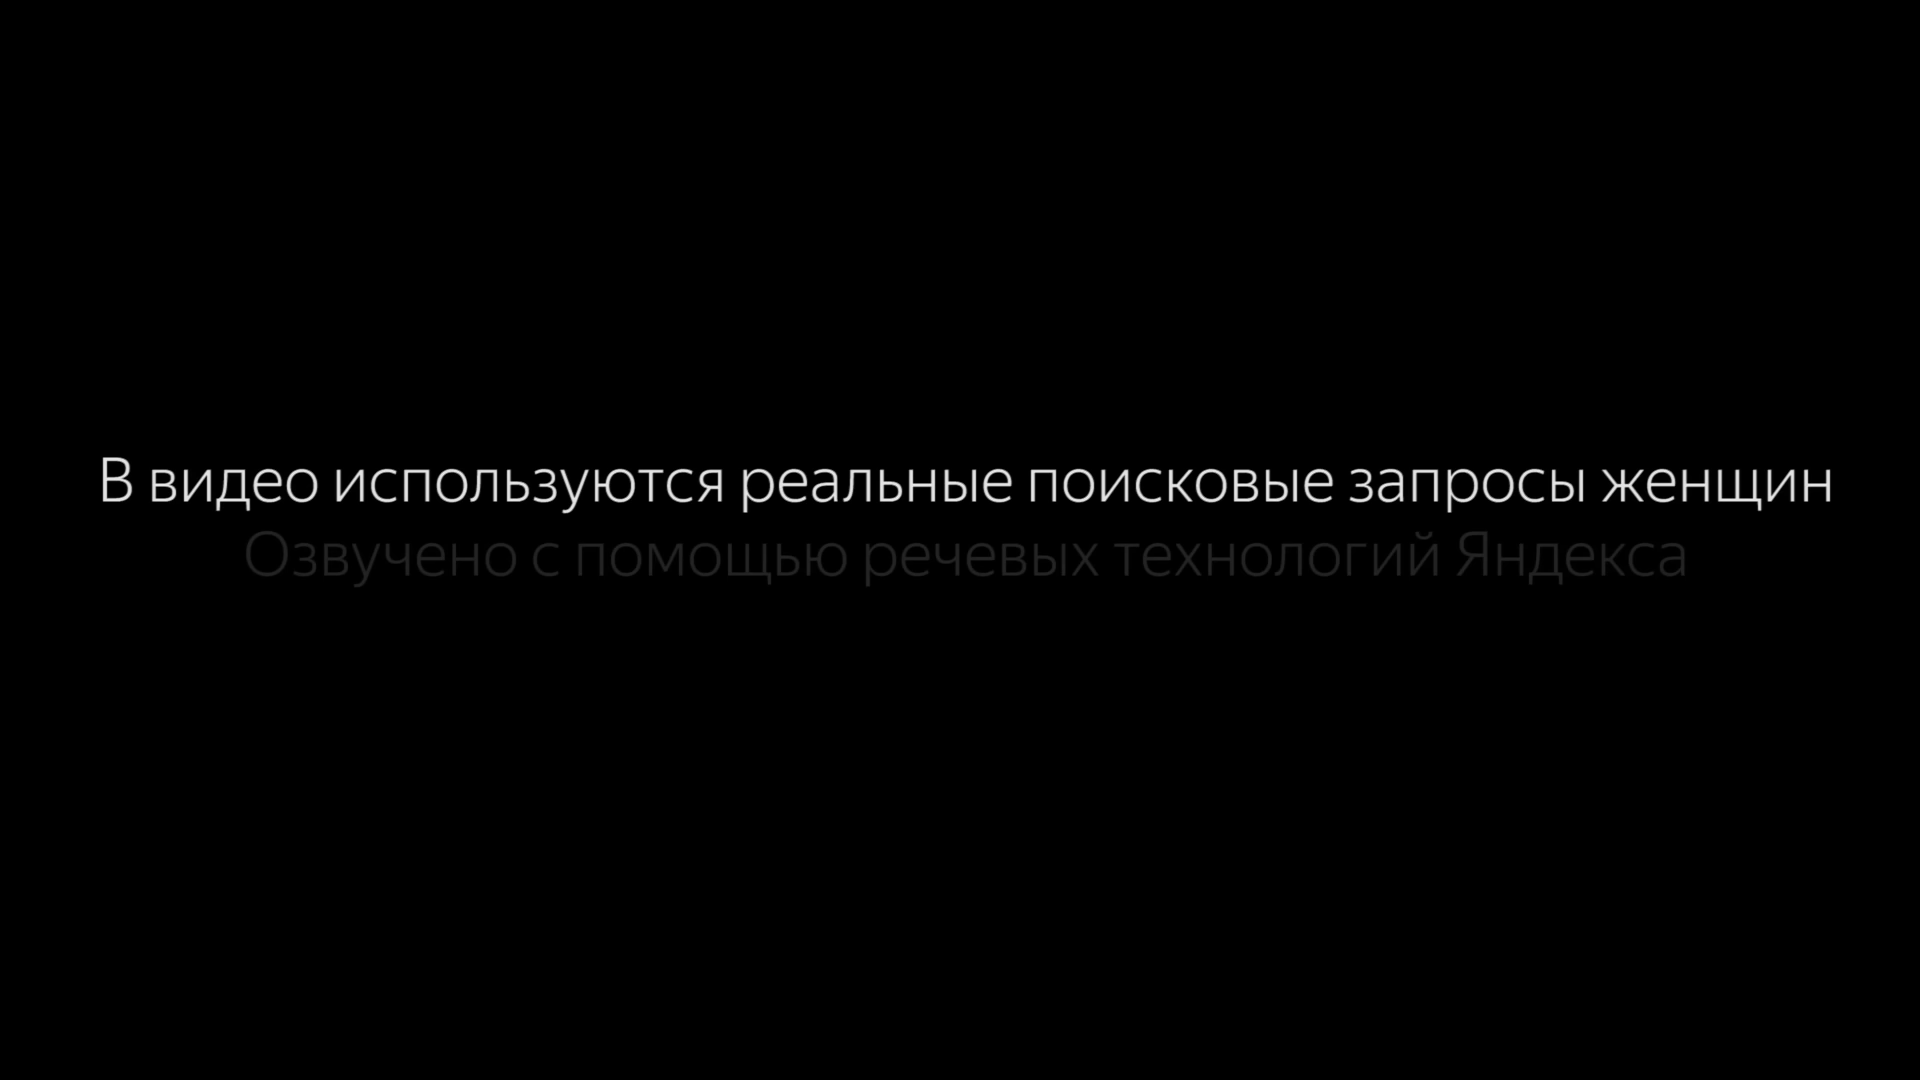 В видео используются реальные поисковые запросы женщин
Озвучено с помощью речевых технологий Яндекса